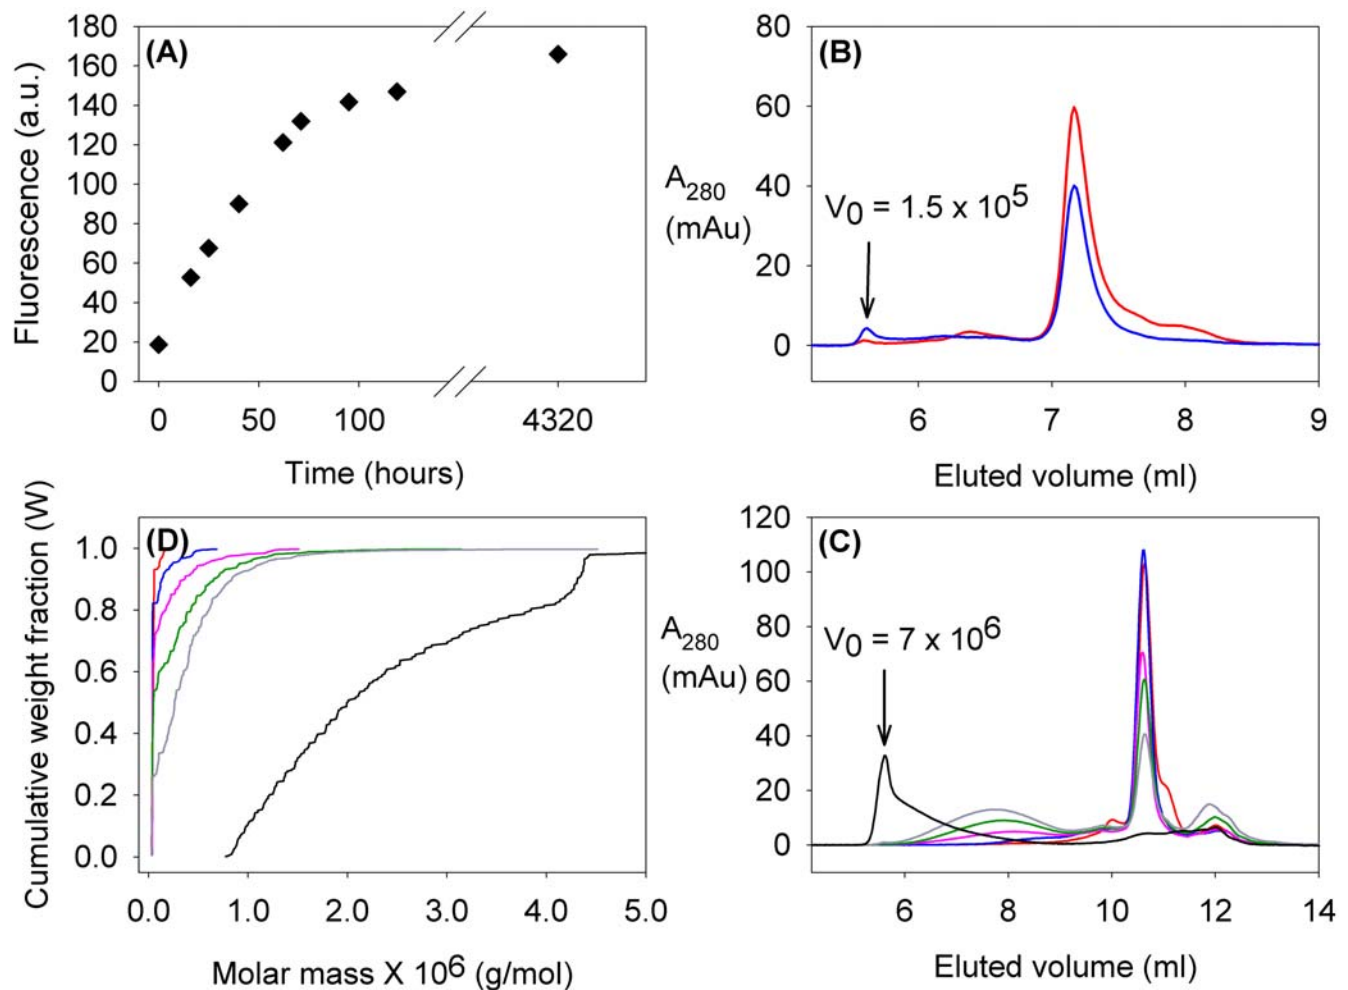 (A)
180
160
140
120
100
80
60
40
20
0
Fluorescence (a.u.)
0 50 100 4320
Time (hours)
(B)
80
60
40
20
0
A280
(mAu)
V0 = 1.5 x 10^5
6 7 8 9
Eluted volume (ml)
(D)
1.0
0.8
0.6
0.4
0.2
0.0
Cumulative weight fraction (W)
0.0 1.0 2.0 3.0 4.0 5.0
Molar mass X 10^6 (g/mol)
(C)
120
100
80
60
40
20
0
A280
(mAu)
V0 = 7 x 10^6
6 8 10 12 14
Eluted volume (ml)